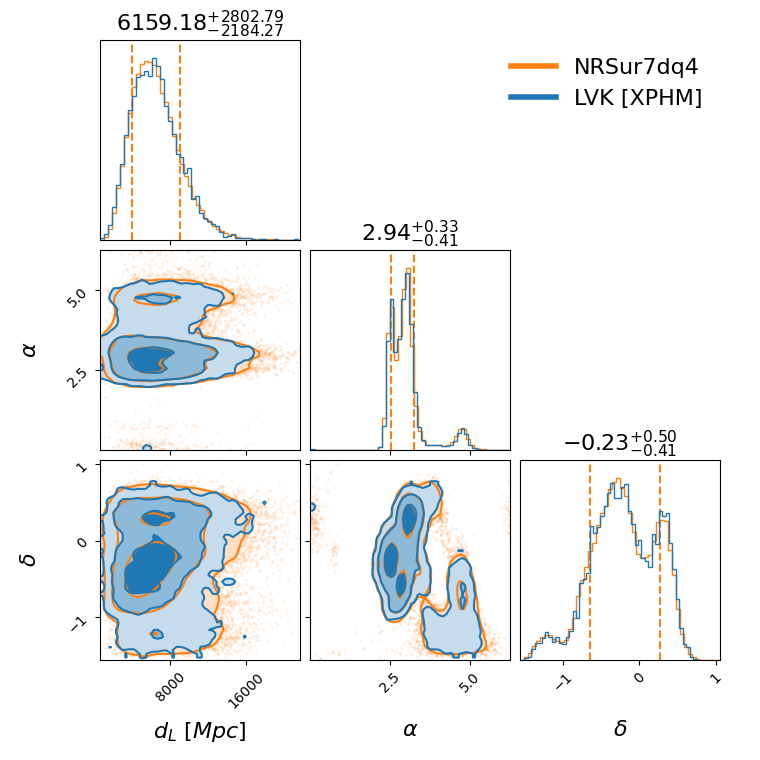 6159.18+2802.79−2184.27
NRSur7dq4
LVK [XPHM]
2.94+0.33−0.41
5.0
α
2.5
−0.23+0.50−0.41
1
0
δ
−1
8000
16000
2.5
5.0
−1
0
1
d_L [Mpc]
α
δ